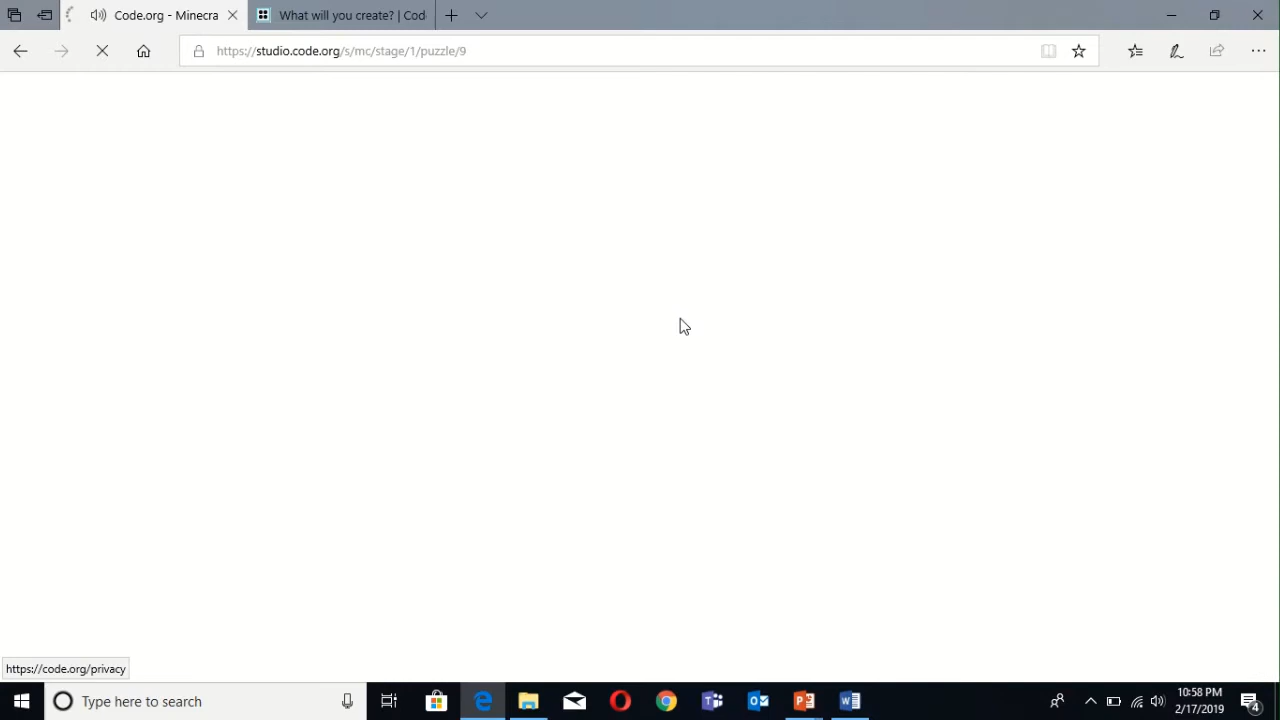 Code.org - Minecra
What will you create? | Cod
https://studio.code.org/s/mc/stage/1/puzzle/9
https://code.org/privacy
Type here to search
10:58 PM
2/17/2019
4